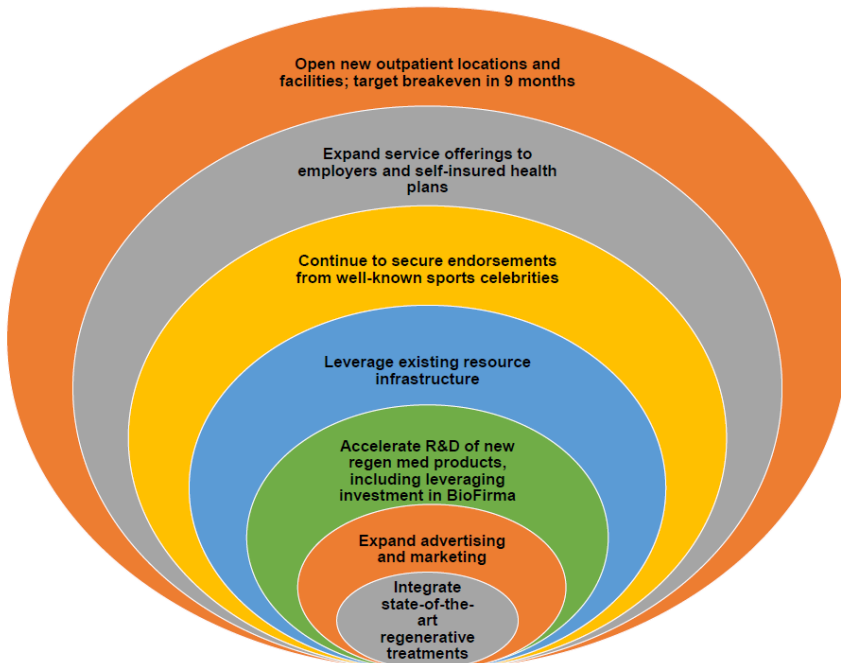 Open new outpatient locations and
facilities; target breakeven in 9 months
Expand service offerings to
employers and self-insured health
plans
Continue to secure endorsements
from well-known sports celebrities
Leverage existing resource
infrastructure
Accelerate R&D of new
regen med products,
including leveraging
investment in BioFirma
Expand advertising
and marketing
Integrate
state-of-the-
art
regenerative
treatments